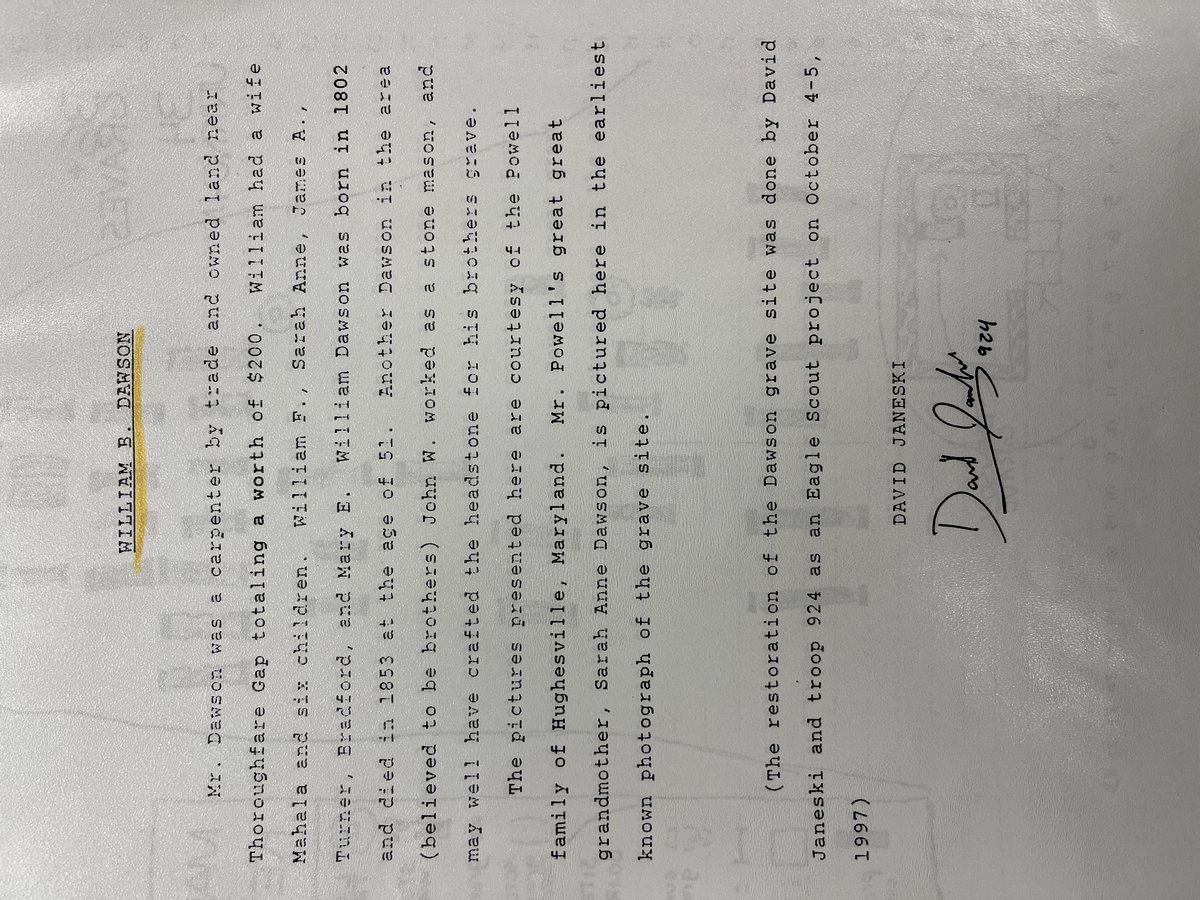 WILLIAM B. DAWSON
Mr. Dawson was a carpenter by trade and owned land near
Thoroughfare Gap totaling a worth of $200. William had a wife
Mahala and six children. William F., Sarah Anne, James A.,
Turner, Bradford, and Mary E. William Dawson was born in 1802
and died in 1853 at the age of 51. Another Dawson in the area
(believed to be brothers) John W. worked as a stone mason, and
may well have crafted the headstone for his brothers grave.
The pictures presented here are courtesy of the Powell
family of Hughesville, Maryland. Mr. Powell's great great
grandmother, Sarah Anne Dawson, is pictured here in the earliest
known photograph of the grave site.
(The restoration of the Dawson grave site was done by David
Janeski and troop 924 as an Eagle Scout project on October 4-5,
1997)
DAVID JANESKI
David Janeski 924